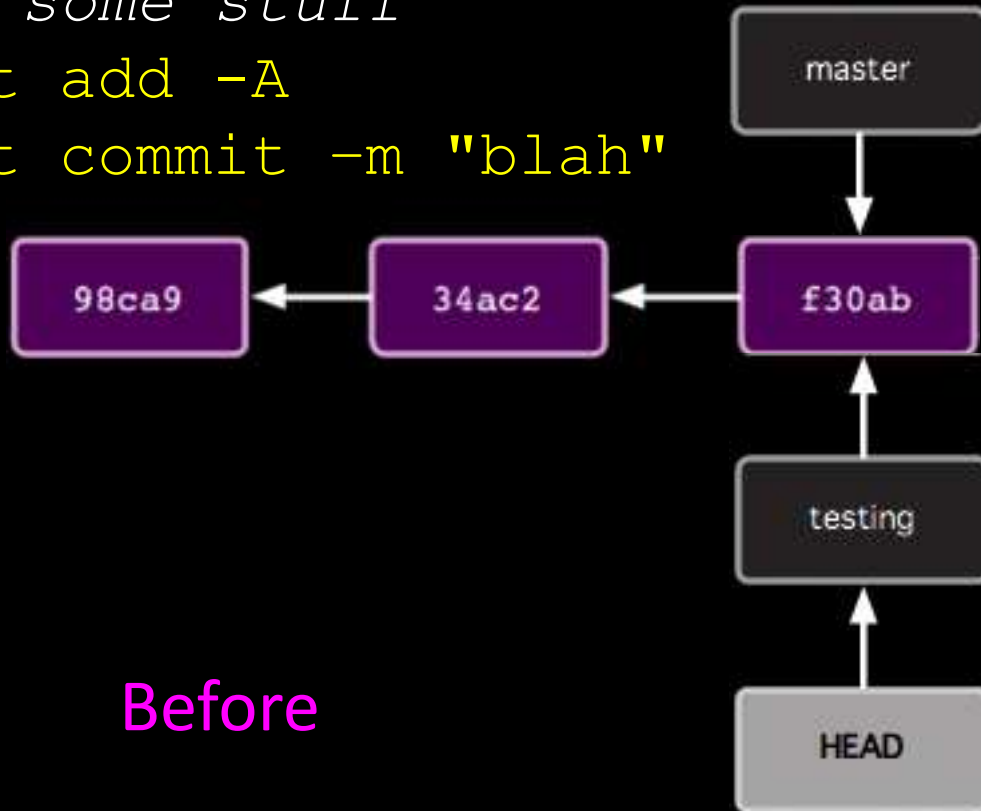 some stuff
t add -A
t commit –m "blah"
master
98ca9
34ac2
f30ab
testing
Before
HEAD